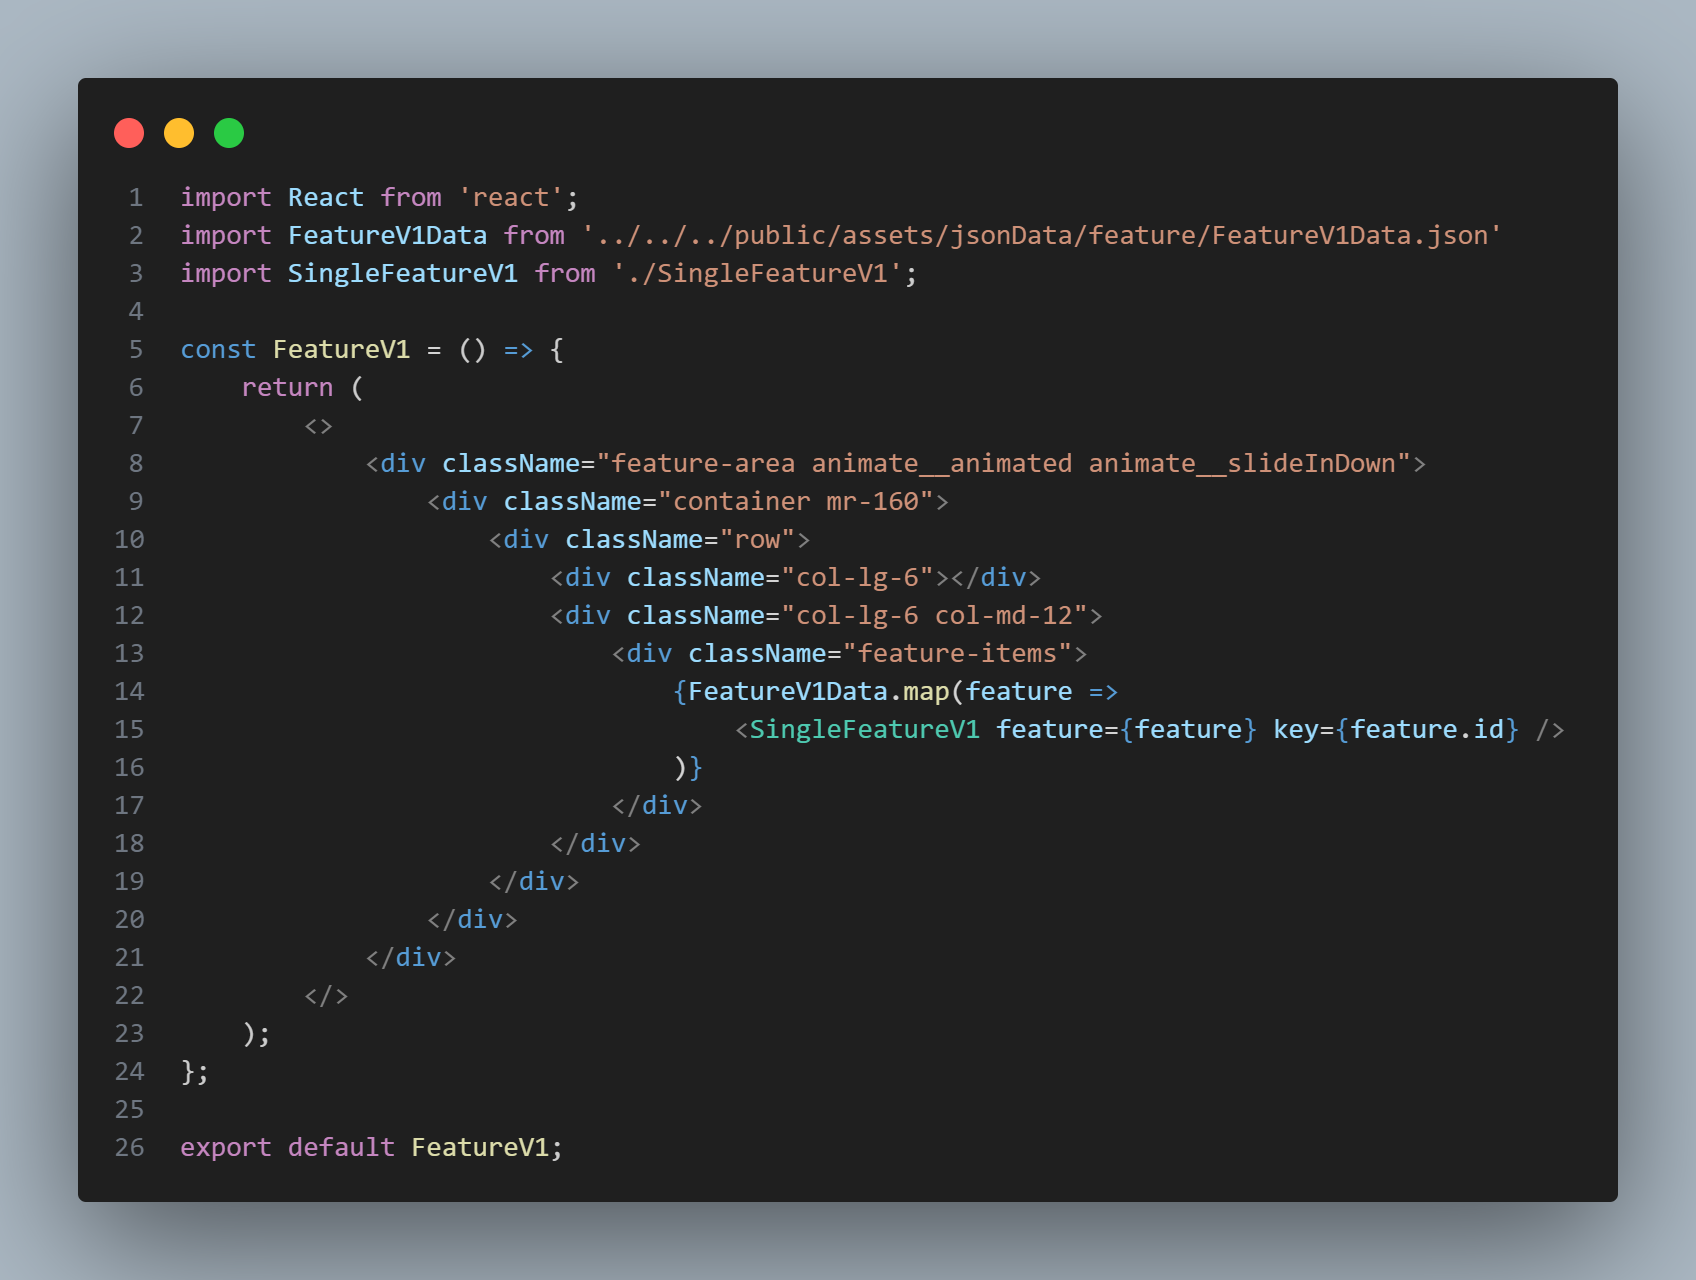 1 import React from 'react';
2 import FeatureV1Data from '../../../public/assets/jsonData/feature/FeatureV1Data.json'
3 import SingleFeatureV1 from './SingleFeatureV1';
4
5 const FeatureV1 = () => {
6     return (
7         <>
8             <div className="feature-area animate__animated animate__slideInDown">
9                 <div className="container mr-160">
10                     <div className="row">
11                         <div className="col-lg-6"></div>
12                         <div className="col-lg-6 col-md-12">
13                             <div className="feature-items">
14                                 {FeatureV1Data.map(feature =>
15                                     <SingleFeatureV1 feature={feature} key={feature.id} />
16                                 )}
17                             </div>
18                         </div>
19                     </div>
20                 </div>
21             </div>
22         </>
23     );
24 };
25
26 export default FeatureV1;